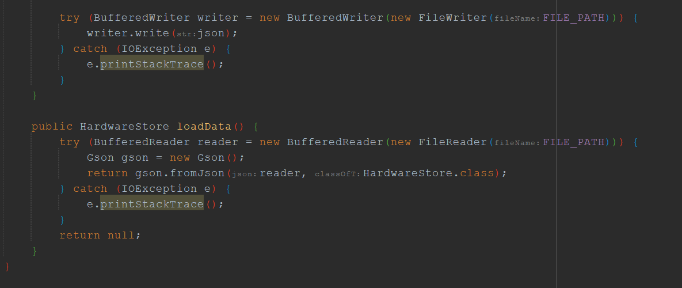 try (BufferedWriter writer = new BufferedWriter(new FileWriter( fileName: FILE_PATH))) {
writer.write( str: json);
} catch (IOException e) {
e.printStackTrace();
}
}
public HardwareStore loadData() {
try (BufferedReader reader = new BufferedReader(new FileReader( fileName: FILE_PATH))) {
Gson gson = new Gson();
return gson.fromJson( json: reader, classOfT: HardwareStore.class);
} catch (IOException e) {
e.printStackTrace();
}
return null;
}
}